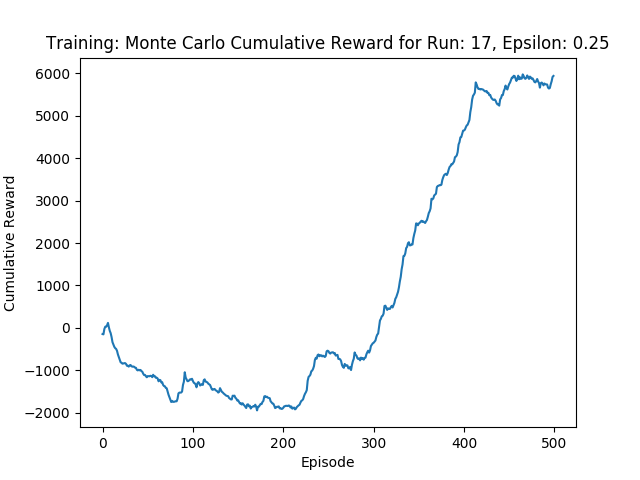 Training: Monte Carlo Cumulative Reward for Run: 17, Epsilon: 0.25
6000
5000
4000
3000
2000
1000
0
−1000
−2000
Cumulative Reward
0 100 200 300 400 500
Episode